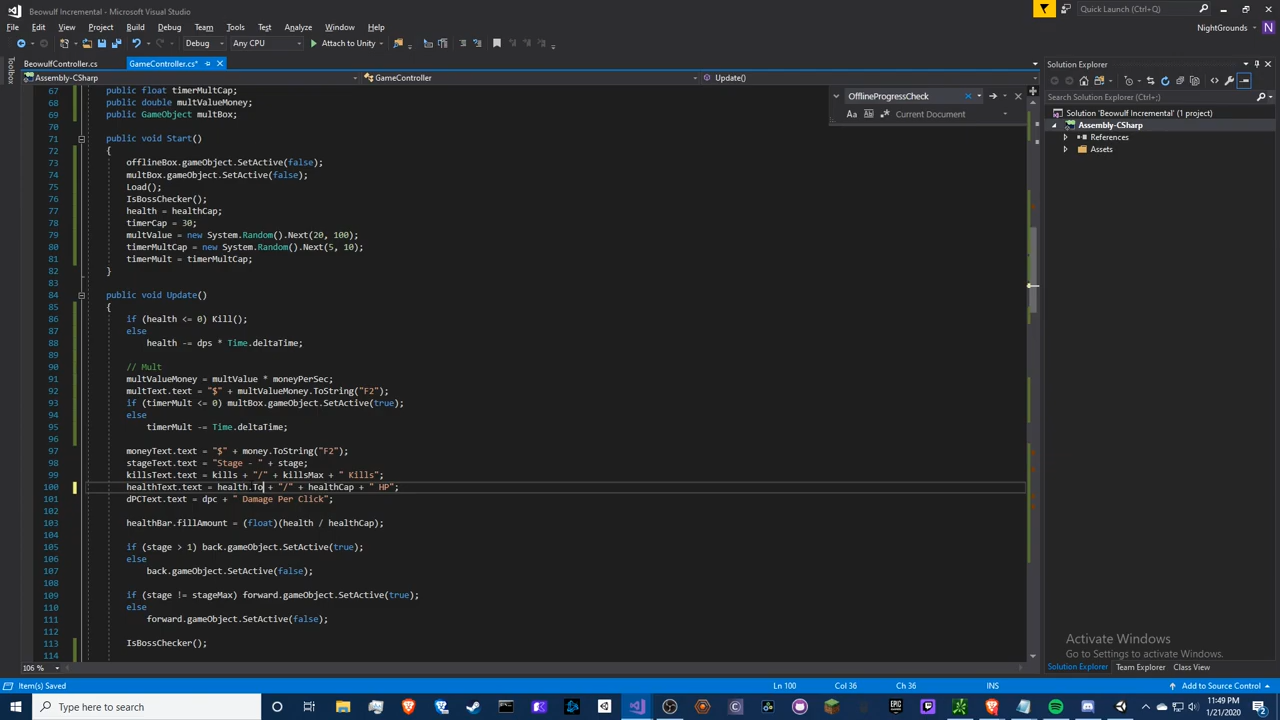 Beowulf Incremental - Microsoft Visual Studio
Quick Launch (Ctrl+Q)
File Edit View Project Build Debug Team Tools Test Analyze Window Help
NightGrounds N
Debug Any CPU Attach to Unity
BeowulfController.cs GameController.cs*
Solution Explorer
Toolbox
Assembly-CSharp GameController Update()
OfflineProgressCheck
Current Document
Search Solution Explorer (Ctrl+;)
Solution 'Beowulf Incremental' (1 project)
Assembly-CSharp
References
Assets
67 public float timerMultCap;
68 public double multValueMoney;
69 public GameObject multBox;
70
71 public void Start()
72 {
73 offlineBox.gameObject.SetActive(false);
74 multBox.gameObject.SetActive(false);
75 Load();
76 IsBossChecker();
77 health = healthCap;
78 timerCap = 30;
79 multValue = new System.Random().Next(20, 100);
80 timerMultCap = new System.Random().Next(5, 10);
81 timerMult = timerMultCap;
82 }
83
84 public void Update()
85 {
86 if (health <= 0) Kill();
87 else
88 health -= dps * Time.deltaTime;
89
90 // Mult
91 multValueMoney = multValue * moneyPerSec;
92 multText.text = "$" + multValueMoney.ToString("F2");
93 if (timerMult <= 0) multBox.gameObject.SetActive(true);
94 else
95 timerMult -= Time.deltaTime;
96
97 moneyText.text = "$" + money.ToString("F2");
98 stageText.text = "Stage - " + stage;
99 killsText.text = kills + "/" + killsMax + " Kills";
100 healthText.text = health.To + "/" + healthCap + " HP";
101 dPCText.text = dpc + " Damage Per Click";
102
103 healthBar.fillAmount = (float)(health / healthCap);
104
105 if (stage > 1) back.gameObject.SetActive(true);
106 else
107 back.gameObject.SetActive(false);
108
109 if (stage != stageMax) forward.gameObject.SetActive(true);
110 else
111 forward.gameObject.SetActive(false);
112
113 IsBossChecker();
114
Activate Windows
Go to Settings to activate Windows.
106 %
Solution Explorer Team Explorer Class View
Item(s) Saved Ln 100 Col 36 Ch 36 INS Add to Source Control
Type here to search
11:49 PM
1/21/2020